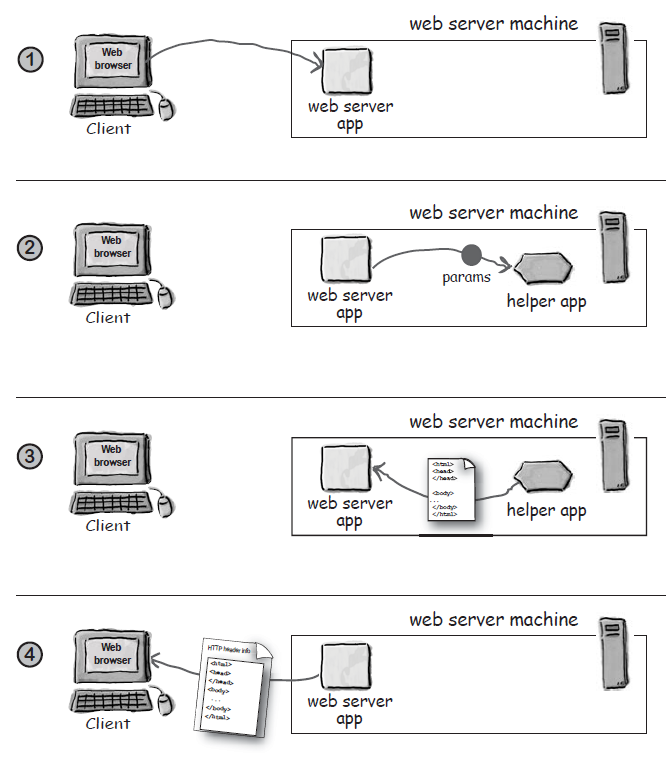 web server machine
1
Web
browser
web server
app
Client
web server machine
2
Web
browser
params
web server
app
helper app
Client
web server machine
3
Web
browser
<html>
<head>
</head>
<body>
...
</body>
</html>
web server
app
helper app
Client
web server machine
4
Web
browser
HTTP header info
<html>
<head>
</head>
<body>
...
</body>
</html>
web server
app
Client